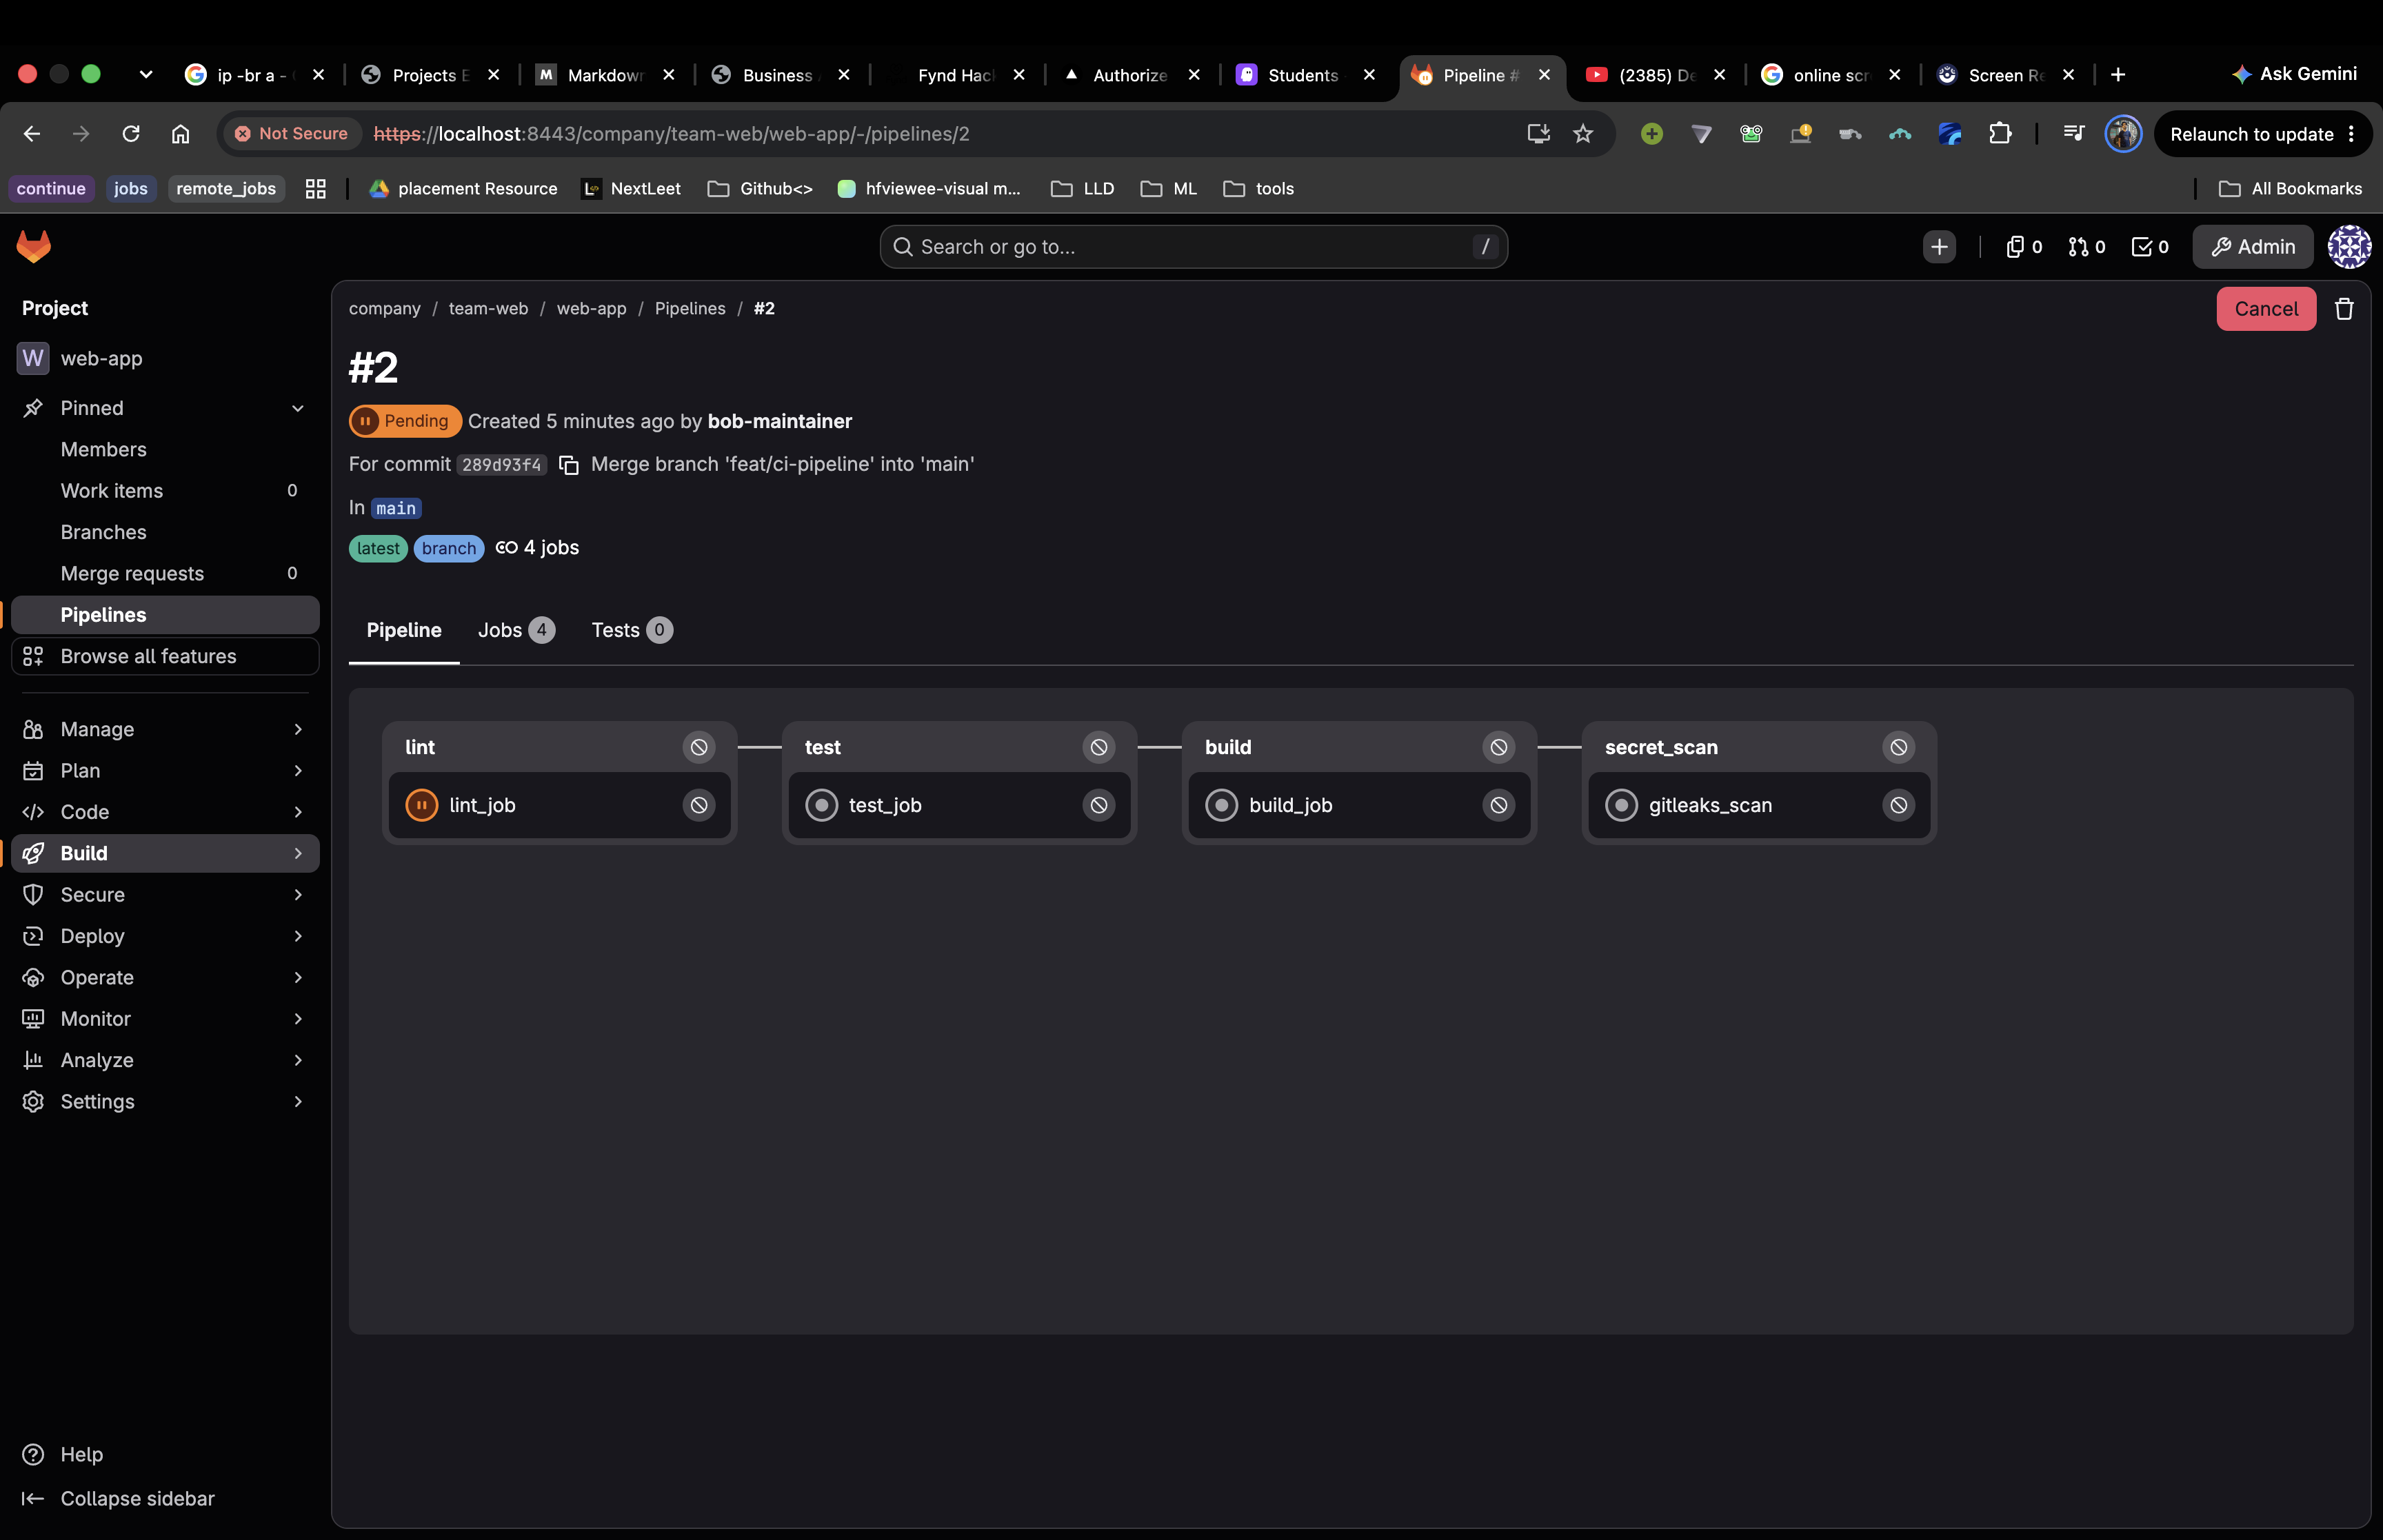 ip -br a -
Projects E
Markdow
Business
Fynd Hac
Authorize
Students
Pipeline #
(2385) De
online scr
Screen Re
Ask Gemini
Not Secure https://localhost:8443/company/team-web/web-app/-/pipelines/2
Relaunch to update
continue jobs remote_jobs placement Resource NextLeet Github<> hfviewee-visual m... LLD ML tools All Bookmarks
Search or go to... /
0 0 0 Admin
Project
W web-app
Pinned
Members
Work items 0
Branches
Merge requests 0
Pipelines
Browse all features
Manage
Plan
Code
Build
Secure
Deploy
Operate
Monitor
Analyze
Settings
Help
Collapse sidebar
company / team-web / web-app / Pipelines / #2
Cancel
#2
Pending Created 5 minutes ago by bob-maintainer
For commit 289d93f4 Merge branch 'feat/ci-pipeline' into 'main'
In main
latest branch 4 jobs
Pipeline Jobs 4 Tests 0
lint
lint_job
test
test_job
build
build_job
secret_scan
gitleaks_scan